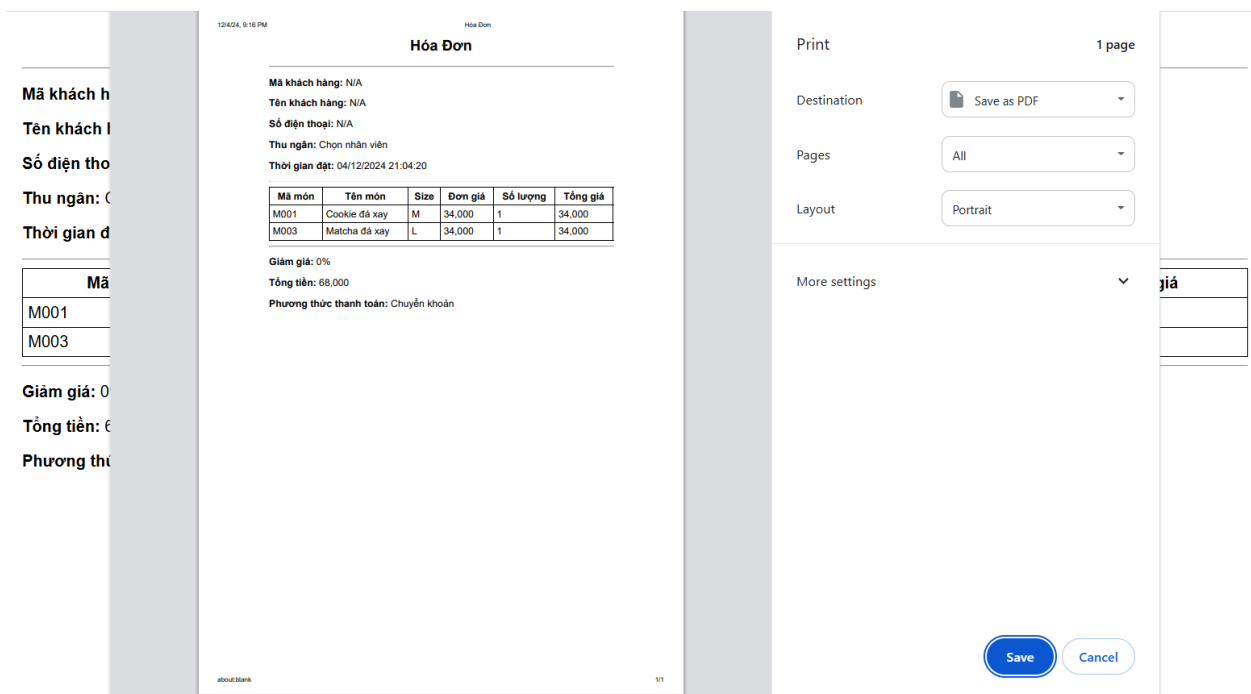 12/4/24, 9:16 PM Hóa Đơn
Hóa Đơn
Mã khách hàng: N/A
Tên khách hàng: N/A
Số điện thoại: N/A
Thu ngân: Chọn nhân viên
Thời gian đặt: 04/12/2024 21:04:20
Mã món Tên món Size Đơn giá Số lượng Tổng giá
M001 Cookie đá xay M 34,000 1 34,000
M003 Matcha đá xay L 34,000 1 34,000
Giảm giá: 0%
Tổng tiền: 68,000
Phương thức thanh toán: Chuyển khoản
about:blank 1/1
Print 1 page
Destination Save as PDF
Pages All
Layout Portrait
More settings
Save Cancel
Mã khách h
Tên khách
Số điện tho
Thu ngân:
Thời gian đ
Mã giá
M001
M003
Giảm giá: 0
Tổng tiền: 6
Phương thứ